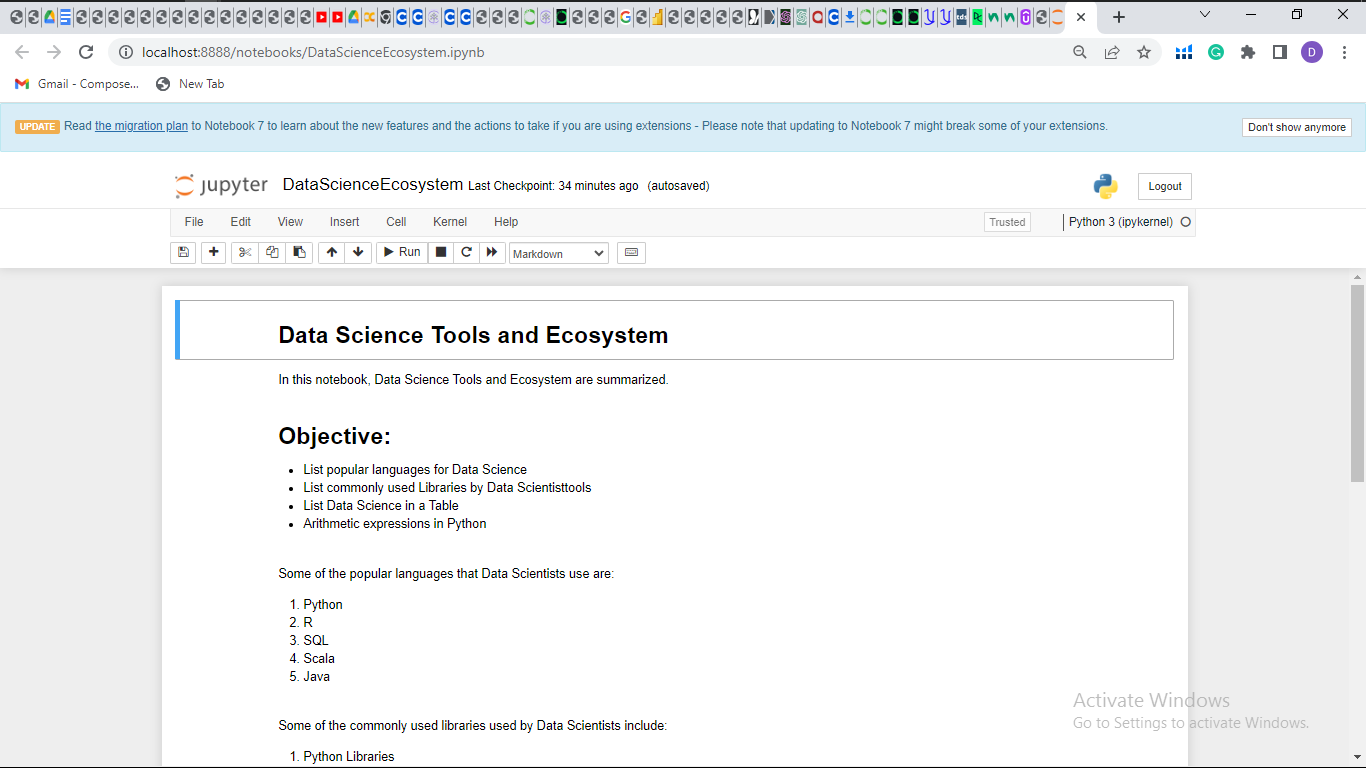 localhost:8888/notebooks/DataScienceEcosystem.ipynb
D
Gmail - Compose...
New Tab
UPDATE Read the migration plan to Notebook 7 to learn about the new features and the actions to take if you are using extensions - Please note that updating to Notebook 7 might break some of your extensions.
Don't show anymore
jupyter DataScienceEcosystem Last Checkpoint: 34 minutes ago (autosaved)
Logout
File Edit View Insert Cell Kernel Help
Trusted
Python 3 (ipykernel)
Run
Markdown
Data Science Tools and Ecosystem
In this notebook, Data Science Tools and Ecosystem are summarized.
Objective:
• List popular languages for Data Science
• List commonly used Libraries by Data Scientisttools
• List Data Science in a Table
• Arithmetic expressions in Python
Some of the popular languages that Data Scientists use are:
1. Python
2. R
3. SQL
4. Scala
5. Java
Some of the commonly used libraries used by Data Scientists include:
1. Python Libraries
Activate Windows
Go to Settings to activate Windows.